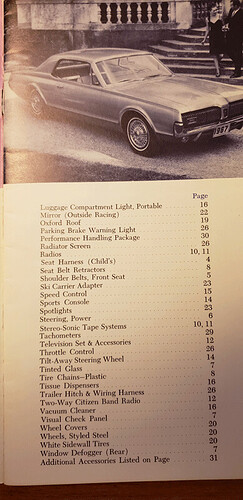 1967
Page
Luggage Compartment Light, Portable 16
Mirror (Outside Racing) 22
Oxford Roof 19
Parking Brake Warning Light 26
Performance Handling Package 30
Radiator Screen 26
Radios 10, 11
Seat Harness (Child's) 4
Seat Belt Retractors 8
Shoulder Belts, Front Seat 5
Ski Carrier Adapter 23
Speed Control 15
Sports Console 14
Spotlights 23
Steering, Power 6
Stereo-Sonic Tape Systems 10, 11
Tachometers 29
Television Set & Accessories 12
Throttle Control 26
Tilt-Away Steering Wheel 14
Tinted Glass 7
Tire Chains—Plastic 8
Tissue Dispensers 16
Trailer Hitch & Wiring Harness 26
Two-Way Citizen Band Radio 12
Vacuum Cleaner 16
Visual Check Panel 7
Wheel Covers 20
Wheels, Styled Steel 20
White Sidewall Tires 20
Window Defogger (Rear) 7
Additional Accessories Listed on Page 31